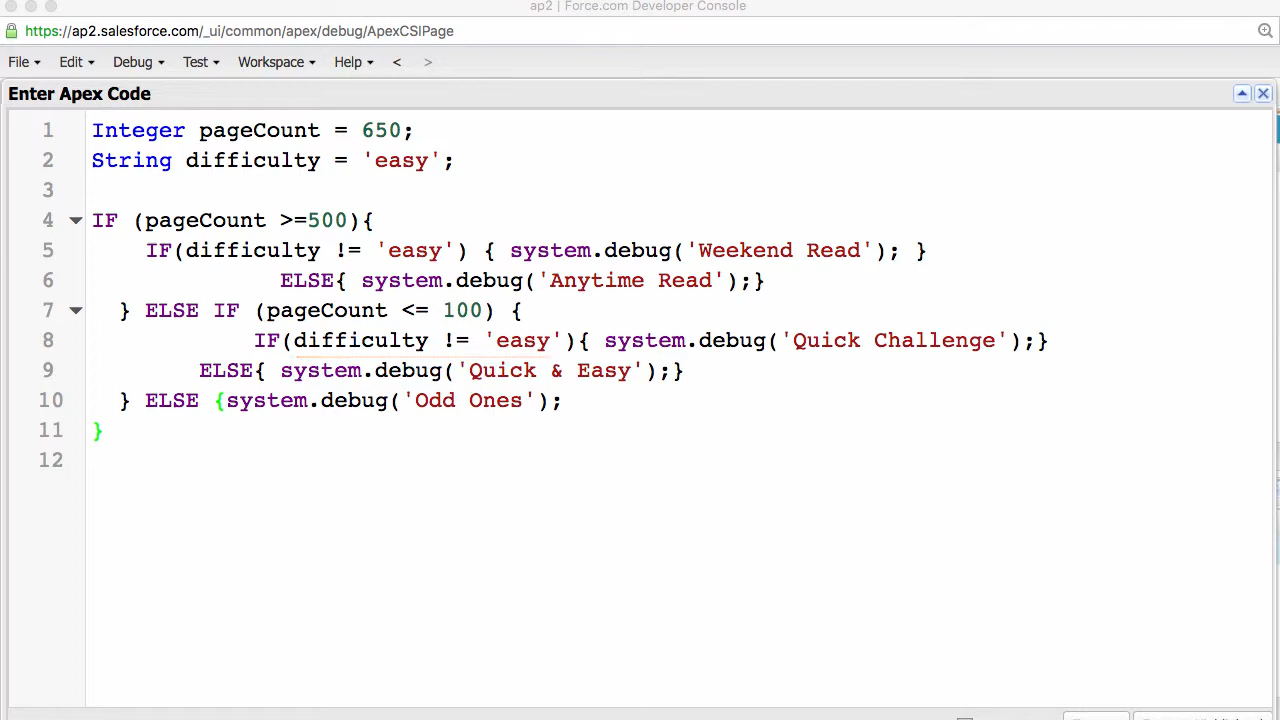 ap2 | Force.com Developer Console
https://ap2.salesforce.com/_ui/common/apex/debug/ApexCSIPage
File Edit Debug Test Workspace Help < >
Enter Apex Code
1 Integer pageCount = 650;
2 String difficulty = 'easy';
3
4 IF (pageCount >=500){
5 IF(difficulty != 'easy') { system.debug('Weekend Read'); }
6 ELSE{ system.debug('Anytime Read');}
7 } ELSE IF (pageCount <= 100) {
8 IF(difficulty != 'easy'){ system.debug('Quick Challenge');}
9 ELSE{ system.debug('Quick & Easy');}
10 } ELSE {system.debug('Odd Ones');
11 }
12